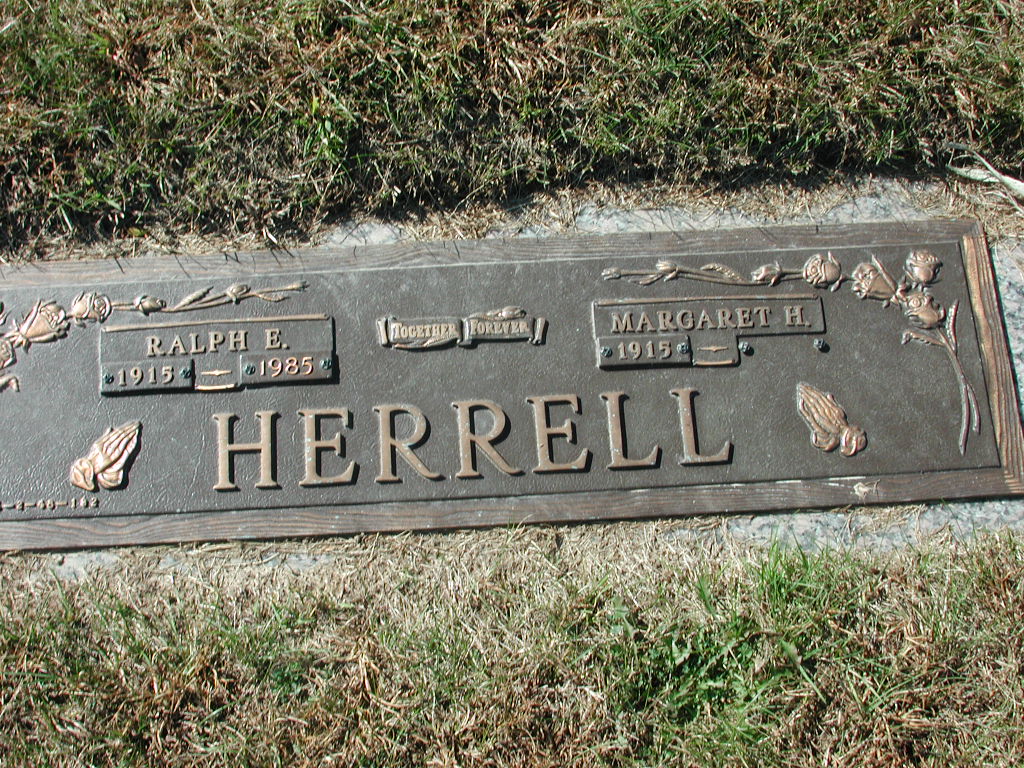 RALPH E.
1915 – 1985
TOGETHER FOREVER
MARGARET H.
1915 –
HERRELL